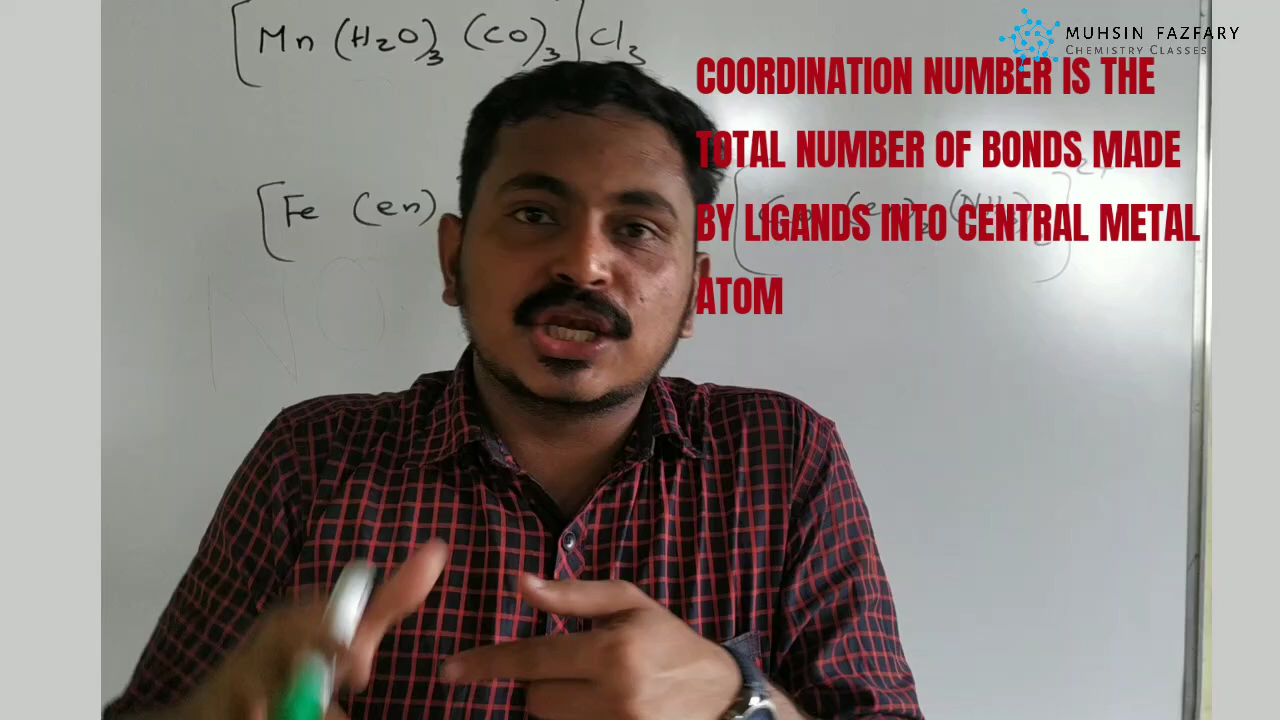 [Mn (H2O)3 (CO)3] Cl3
MUHSIN FAZFARY
CHEMISTRY CLASSES
COORDINATION NUMBER IS THE
TOTAL NUMBER OF BONDS MADE
BY LIGANDS INTO CENTRAL METAL
ATOM
[Fe (en)
NO